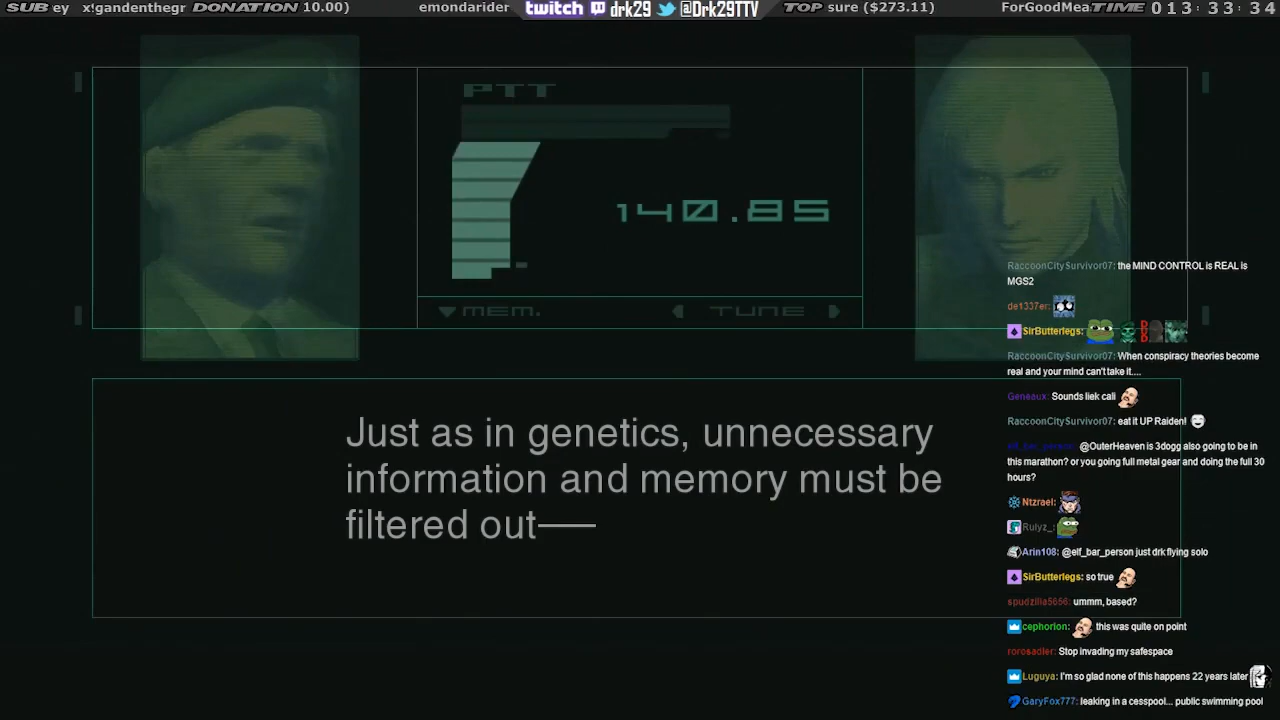 SUB ey x!gandenthegr DONATION 10.00) emondarider twitch drk29 @Drk29TTV TOP sure ($273.11) ForGoodMea TIME 013:33:34
PTT
140.85
MEM. TUNE
RaccoonCitySurvivor07: the MIND CONTROL is REAL is
MGS2
de1337er:
SirButterlegs:
RaccoonCitySurvivor07: When conspiracy theories become
real and your mind can't take it....
Geneaux: Sounds liek cali
RaccoonCitySurvivor07: eat it UP Raiden!
elf_bar_person: @OuterHeaven is 3dogg also going to be in
this marathon? or you going full metal gear and doing the full 30
hours?
Ntzrael:
Rulyz_:
Arin108: @elf_bar_person just drk flying solo
SirButterlegs: so true
spudzilla5656: ummm, based?
cephorion: this was quite on point
rorosadler: Stop invading my safespace
Luguya: I'm so glad none of this happens 22 years later
GaryFox777: leaking in a cesspool... public swimming pool
Just as in genetics, unnecessary
information and memory must be
filtered out——